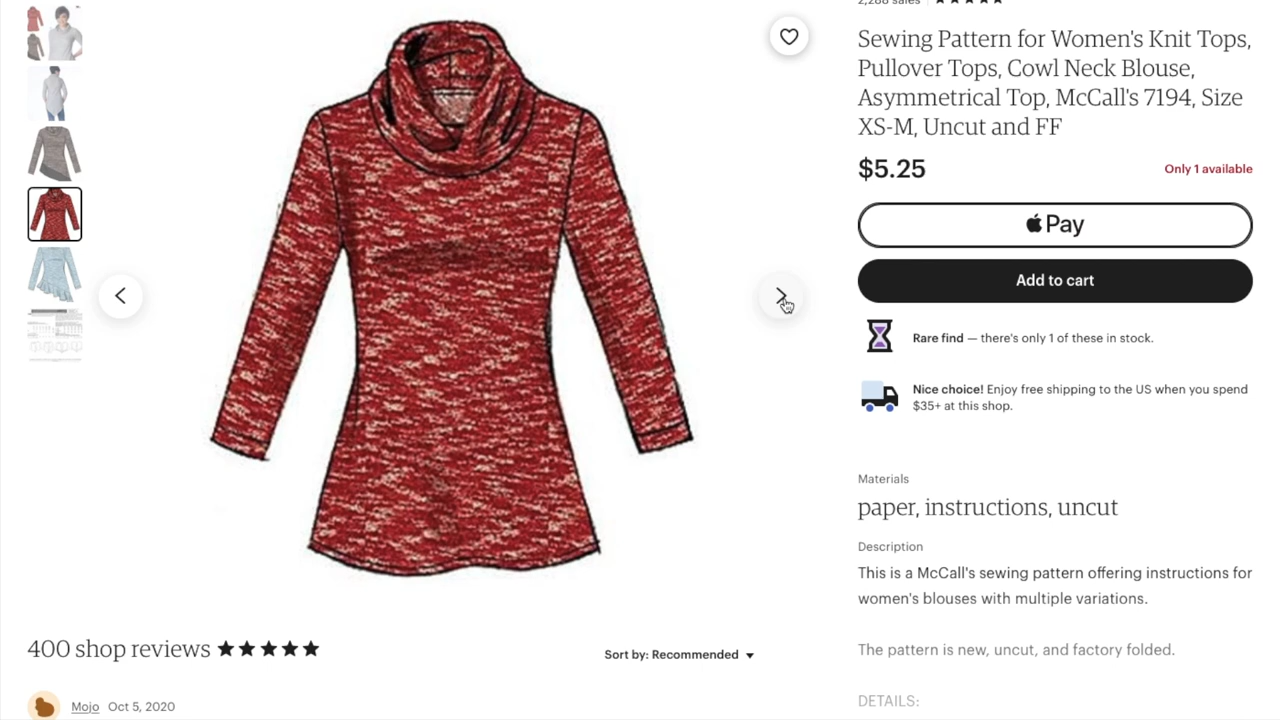 2,288 sales
Sewing Pattern for Women's Knit Tops,
Pullover Tops, Cowl Neck Blouse,
Asymmetrical Top, McCall's 7194, Size
XS-M, Uncut and FF
$5.25
Only 1 available
Pay
Add to cart
Rare find — there's only 1 of these in stock.
Nice choice! Enjoy free shipping to the US when you spend
$35+ at this shop.
Materials
paper, instructions, uncut
Description
This is a McCall's sewing pattern offering instructions for
women's blouses with multiple variations.
The pattern is new, uncut, and factory folded.
DETAILS:
400 shop reviews
Sort by: Recommended
Mojo Oct 5, 2020